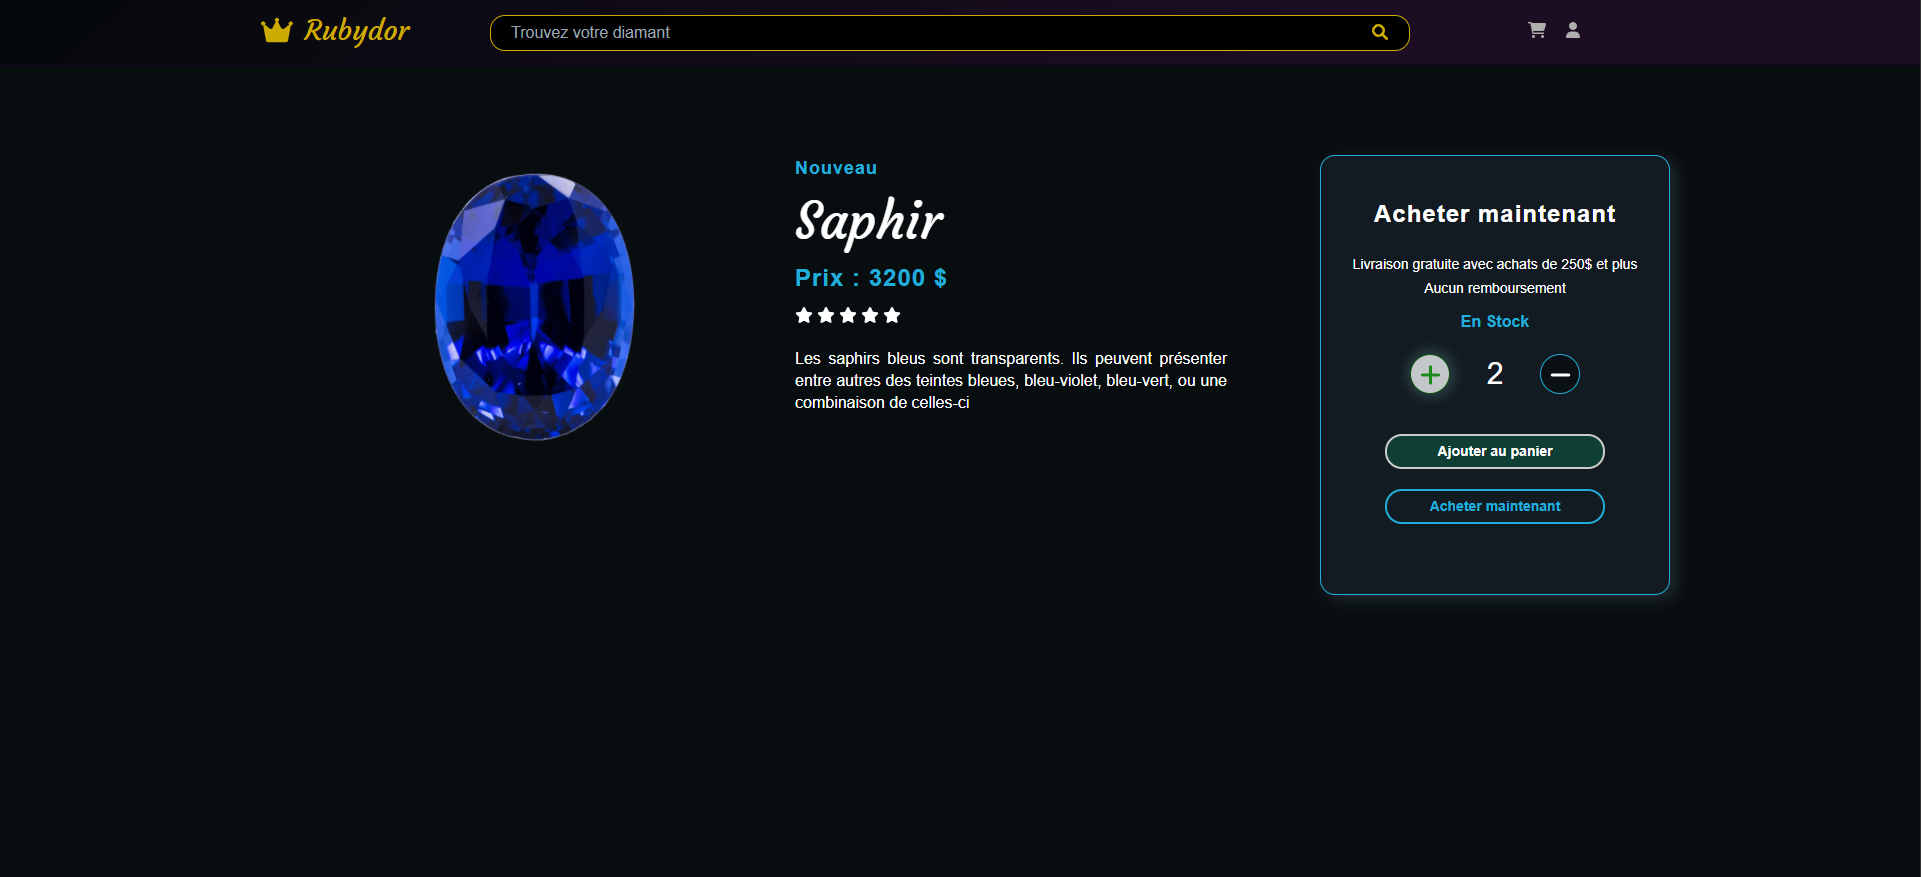 Rubydor
Trouvez votre diamant
Nouveau
Saphir
Prix : 3200 $
Les saphirs bleus sont transparents. Ils peuvent présenter
entre autres des teintes bleues, bleu-violet, bleu-vert, ou une
combinaison de celles-ci
Acheter maintenant
Livraison gratuite avec achats de 250$ et plus
Aucun remboursement
En Stock
2
Ajouter au panier
Acheter maintenant